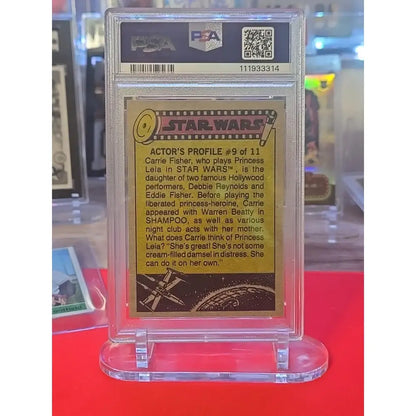 PSA
111933314
9
STAR WARS
ACTOR'S PROFILE #9 of 11
Carrie Fisher, who plays Princess
Leia in STAR WARS™, is the
daughter of two famous Hollywood
performers, Debbie Reynolds and
Eddie Fisher. Before playing the
liberated princess-heroine, Carrie
appeared with Warren Beatty in
SHAMPOO, as well as various
night club acts with her mother.
What does Carrie think of Princess
Leia? "She's great! She's not some
cream-filled damsel in distress. She
can do it on her own."